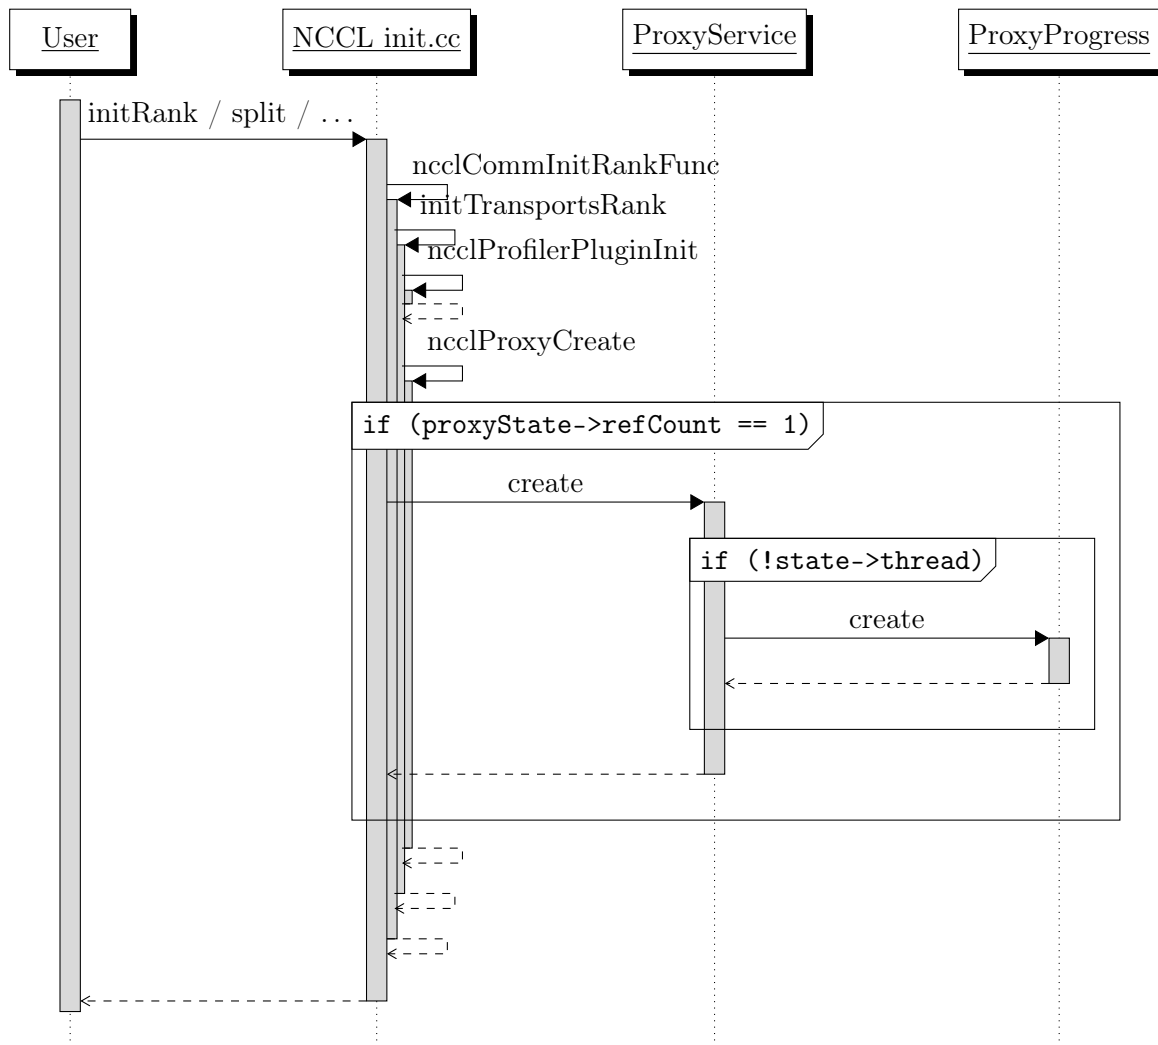 User
NCCL init.cc
ProxyService
ProxyProgress
initRank / split / ...
ncclCommInitRankFunc
initTransportsRank
ncclProfilerPluginInit
ncclProxyCreate
if (proxyState->refCount == 1)
create
if (!state->thread)
create